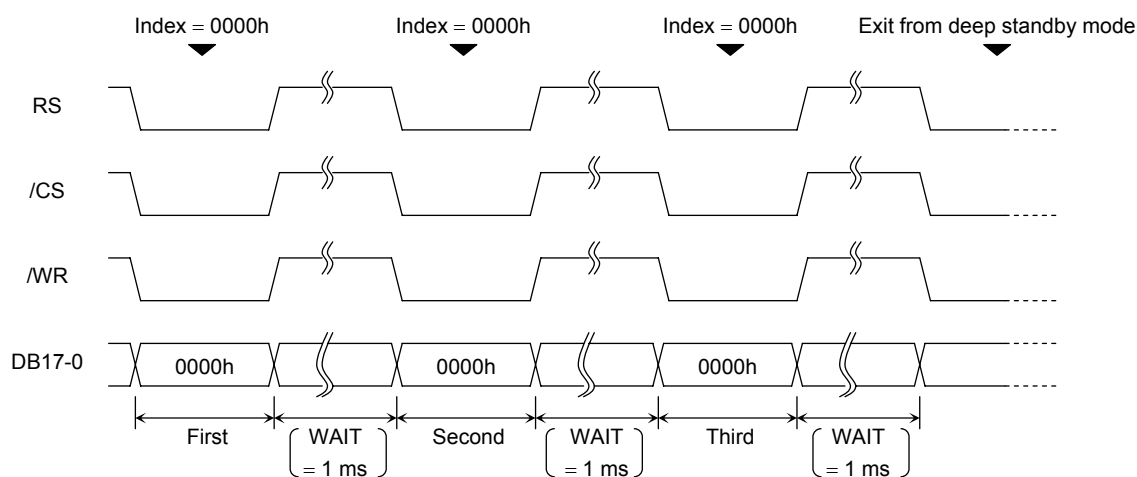 Index = 0000h Index = 0000h Index = 0000h Exit from deep standby mode
RS
/CS
/WR
DB17-0 0000h 0000h 0000h
First WAIT = 1 ms Second WAIT = 1 ms Third WAIT = 1 ms